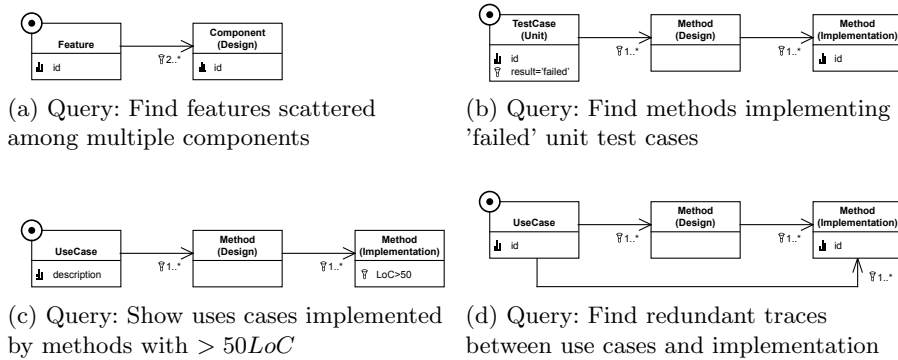 Feature
id
2..*
Component
(Design)
id
(a) Query: Find features scattered
among multiple components
TestCase
(Unit)
id
result='failed'
1..*
Method
(Design)
1..*
Method
(Implementation)
id
(b) Query: Find methods implementing
'failed' unit test cases
UseCase
description
1..*
Method
(Design)
1..*
Method
(Implementation)
LoC>50
(c) Query: Show uses cases implemented
by methods with > 50LoC
UseCase
id
1..*
Method
(Design)
1..*
Method
(Implementation)
id
1..*
(d) Query: Find redundant traces
between use cases and implementation